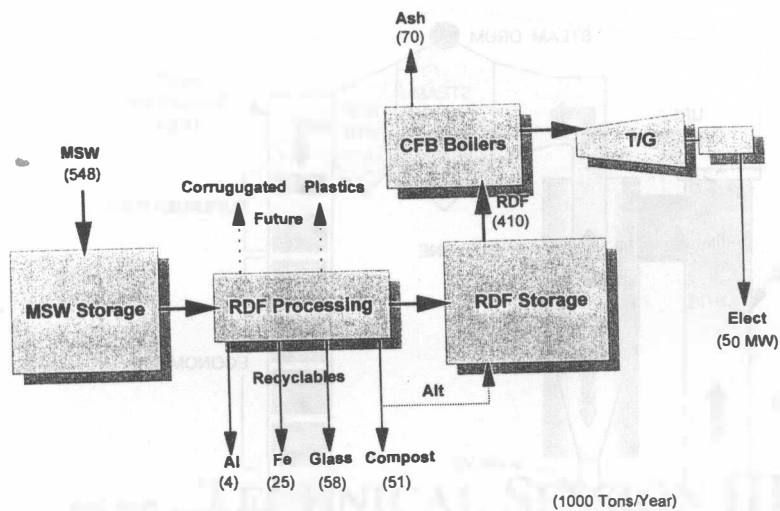 Ash
(70)
CFB Boilers
T/G
MSW
(548)
Corrugugated Plastics
Future
RDF
(410)
MSW Storage
RDF Processing
RDF Storage
Elect
(50 MW)
Recyclables
Alt
Al Fe Glass Compost
(4) (25) (58) (51)
(1000 Tons/Year)